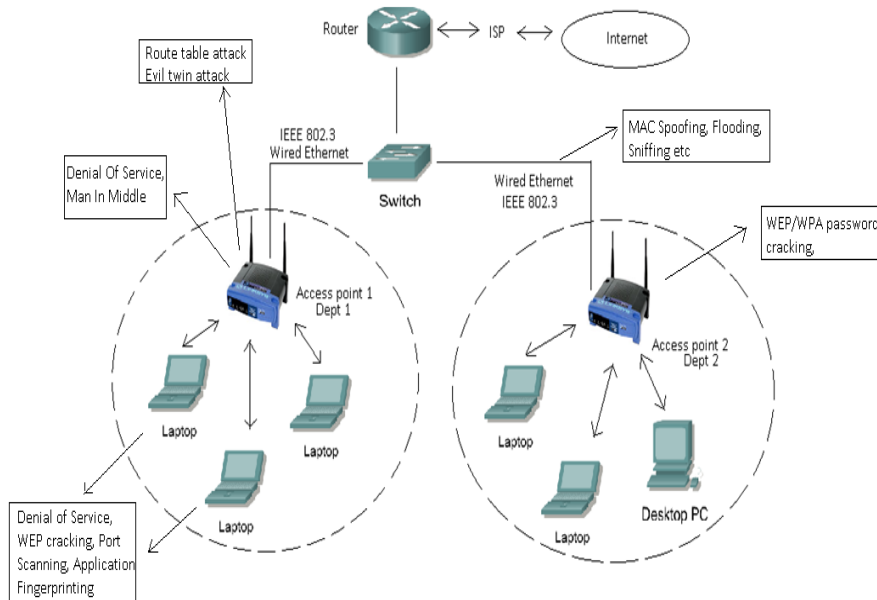 Router
ISP
Internet
Route table attack
Evil twin attack
IEEE 802.3
Wired Ethernet
MAC Spoofing, Flooding,
Sniffing etc
Denial Of Service,
Man In Middle
Switch
Wired Ethernet
IEEE 802.3
WEP/WPA password
cracking,
Access point 1
Dept 1
Access point 2
Dept 2
Laptop
Laptop
Laptop
Laptop
Laptop
Desktop PC
Denial of Service,
WEP cracking, Port
Scanning, Application
Fingerprinting